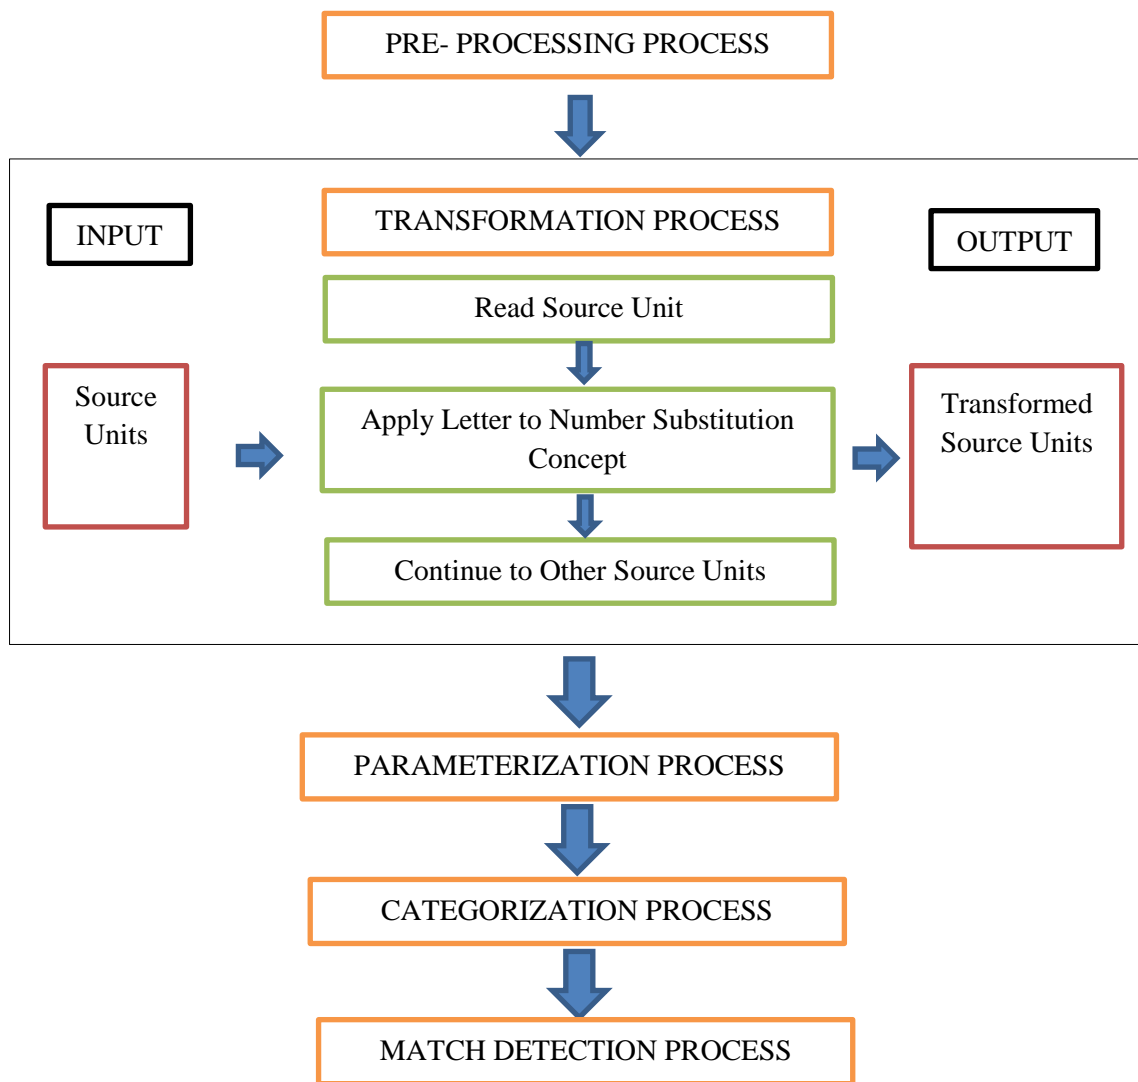 PRE- PROCESSING PROCESS
INPUT
TRANSFORMATION PROCESS
OUTPUT
Read Source Unit
Source
Units
Apply Letter to Number Substitution
Concept
Transformed
Source Units
Continue to Other Source Units
PARAMETERIZATION PROCESS
CATEGORIZATION PROCESS
MATCH DETECTION PROCESS